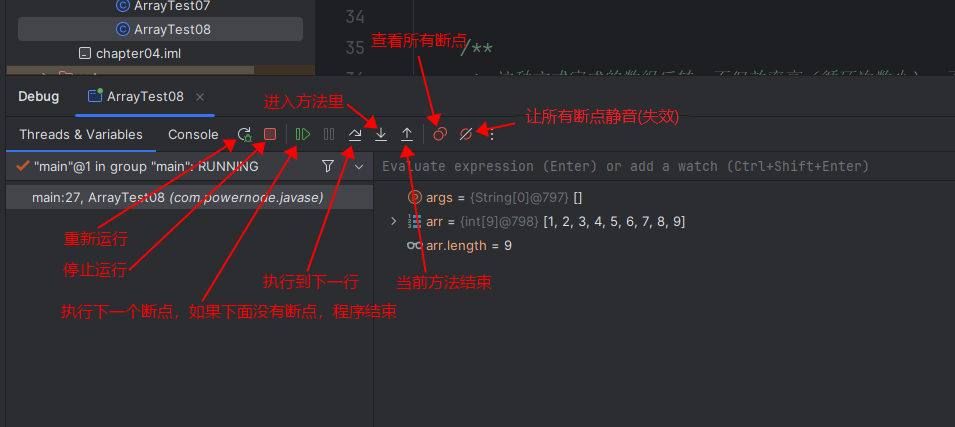 ArrayTest07
ArrayTest08
chapter04.iml
34
35
/**
查看所有断点
Debug
ArrayTest08
进入方法里
让所有断点静音(失效)
Threads & Variables
Console
"main"@1 in group "main": RUNNING
Evaluate expression (Enter) or add a watch (Ctrl+Shift+Enter)
main:27, ArrayTest08 (com.powernode.javase)
args = {String[0]@797} []
arr = {int[9]@798} [1, 2, 3, 4, 5, 6, 7, 8, 9]
arr.length = 9
重新运行
停止运行
执行到下一行
当前方法结束
执行下一个断点，如果下面没有断点，程序结束